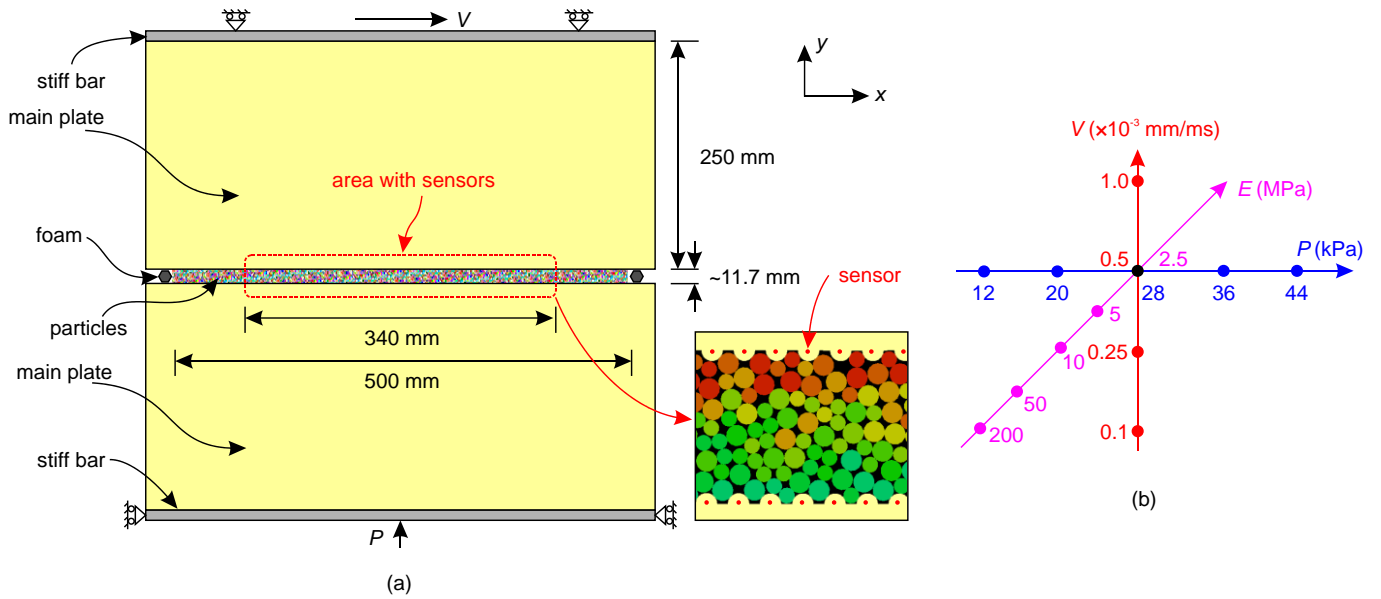 V
stiff bar
main plate
y
x
250 mm
area with sensors
foam
~11.7 mm
particles
340 mm
500 mm
main plate
stiff bar
P
sensor
(a)
V (×10⁻³ mm/ms)
1.0
E (MPa)
P (kPa)
0.5
2.5
12
20
28
36
44
5
10
0.25
50
200
0.1
(b)